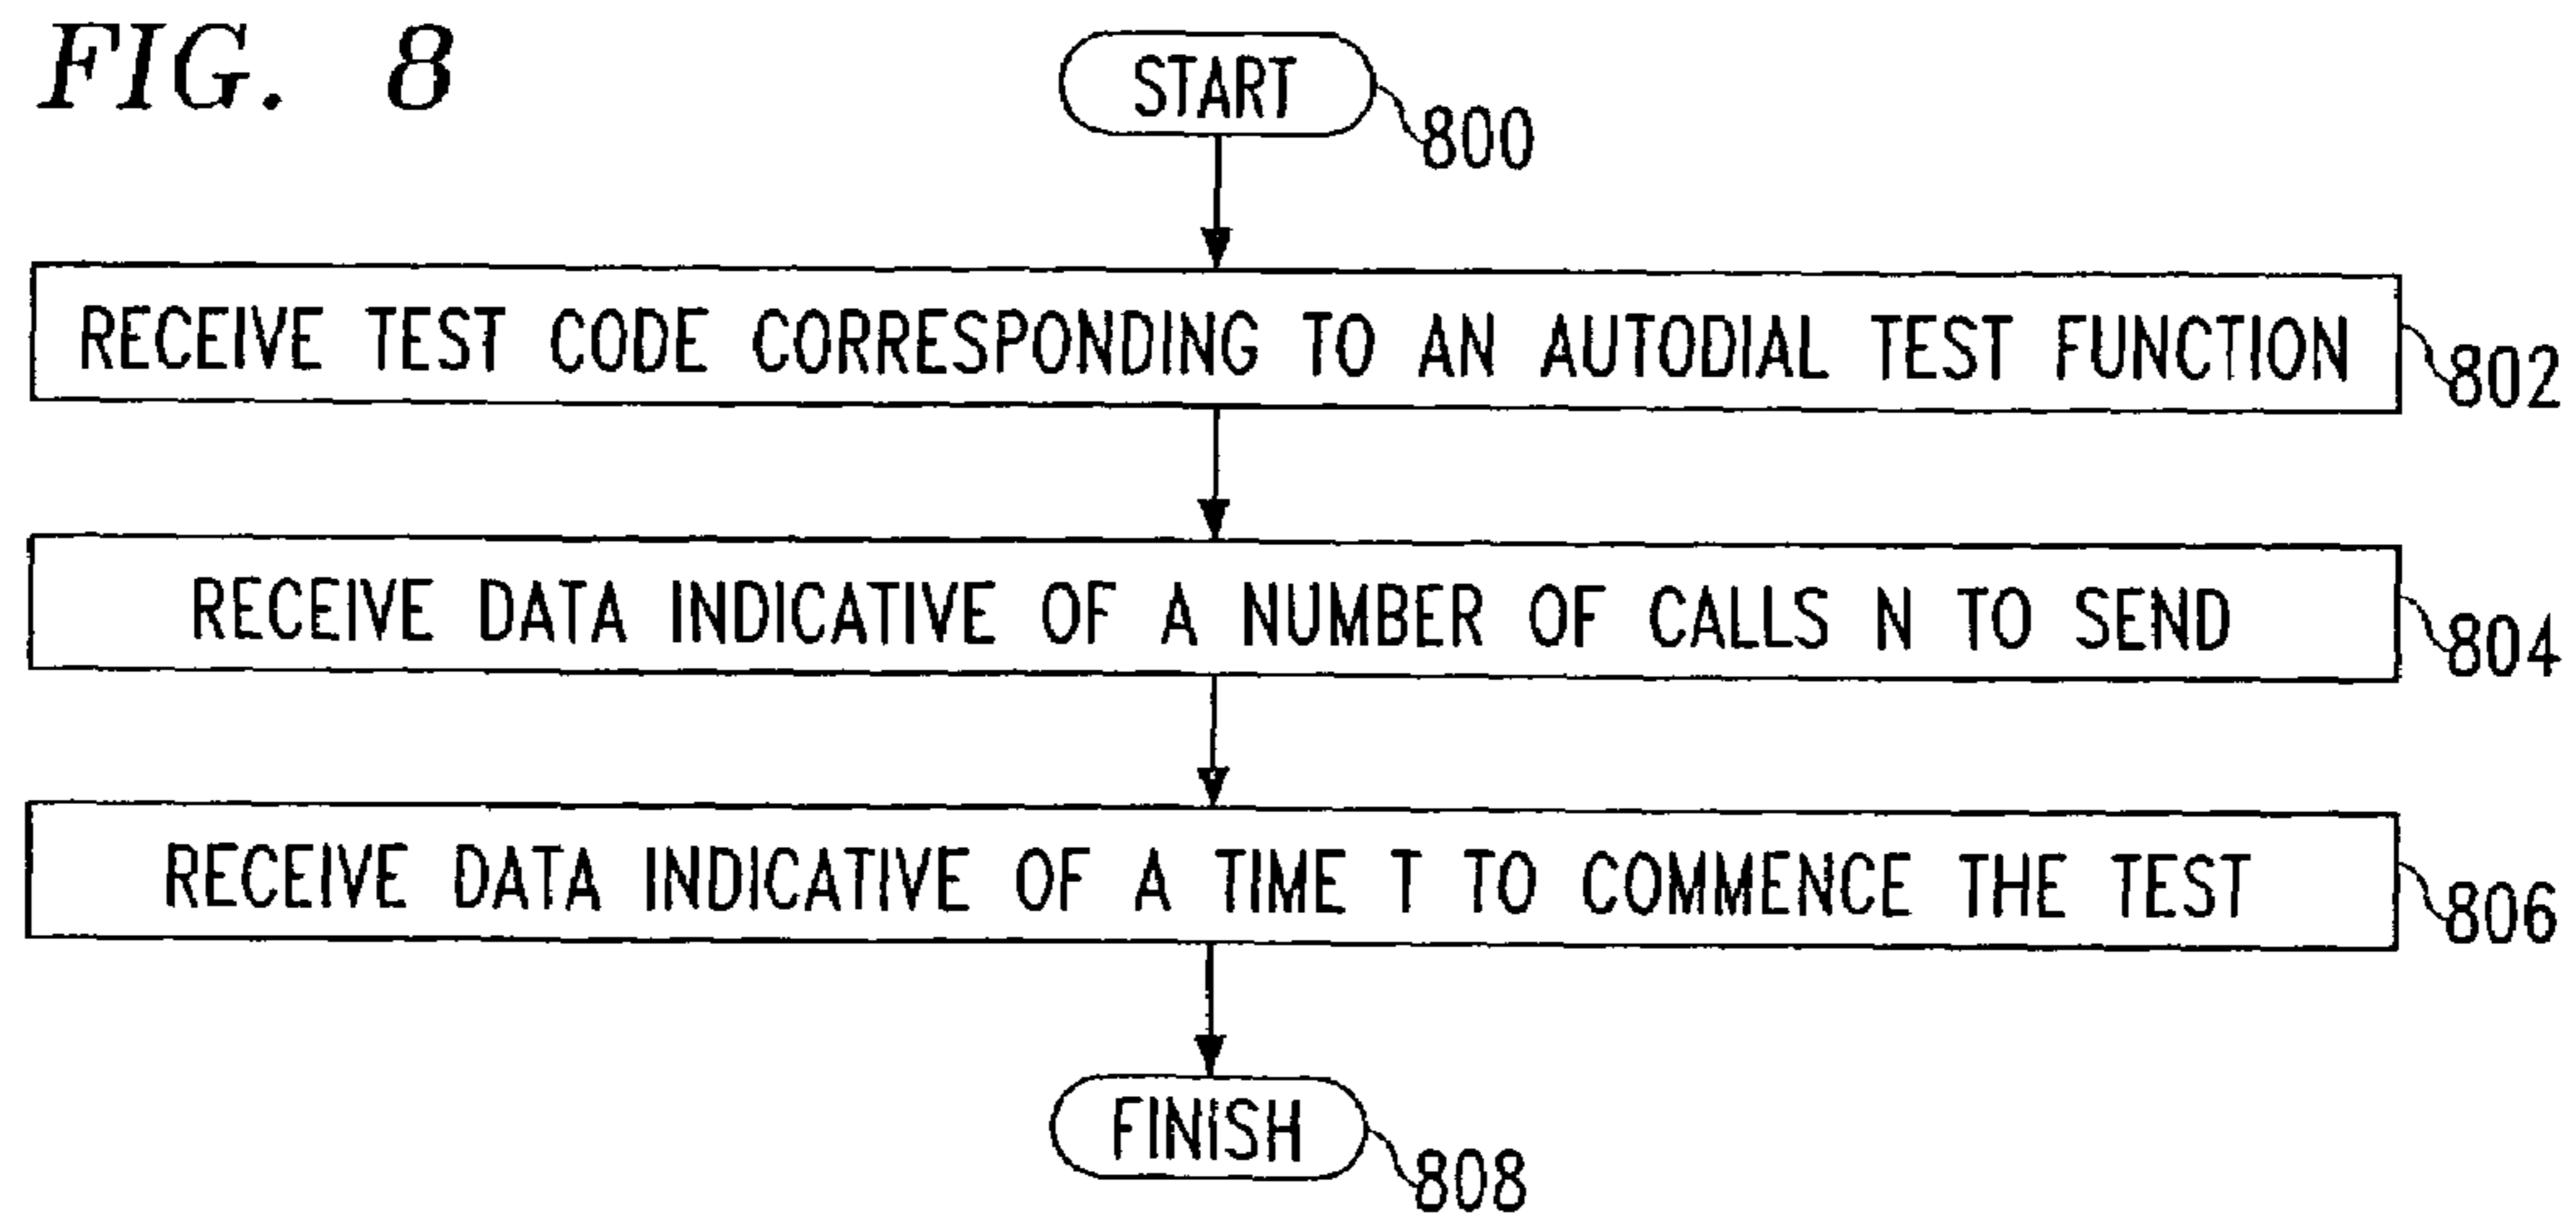 FIG. 8
START
800
RECEIVE TEST CODE CORRESPONDING TO AN AUTODIAL TEST FUNCTION
802
RECEIVE DATA INDICATIVE OF A NUMBER OF CALLS N TO SEND
804
RECEIVE DATA INDICATIVE OF A TIME T TO COMMENCE THE TEST
806
FINISH
808